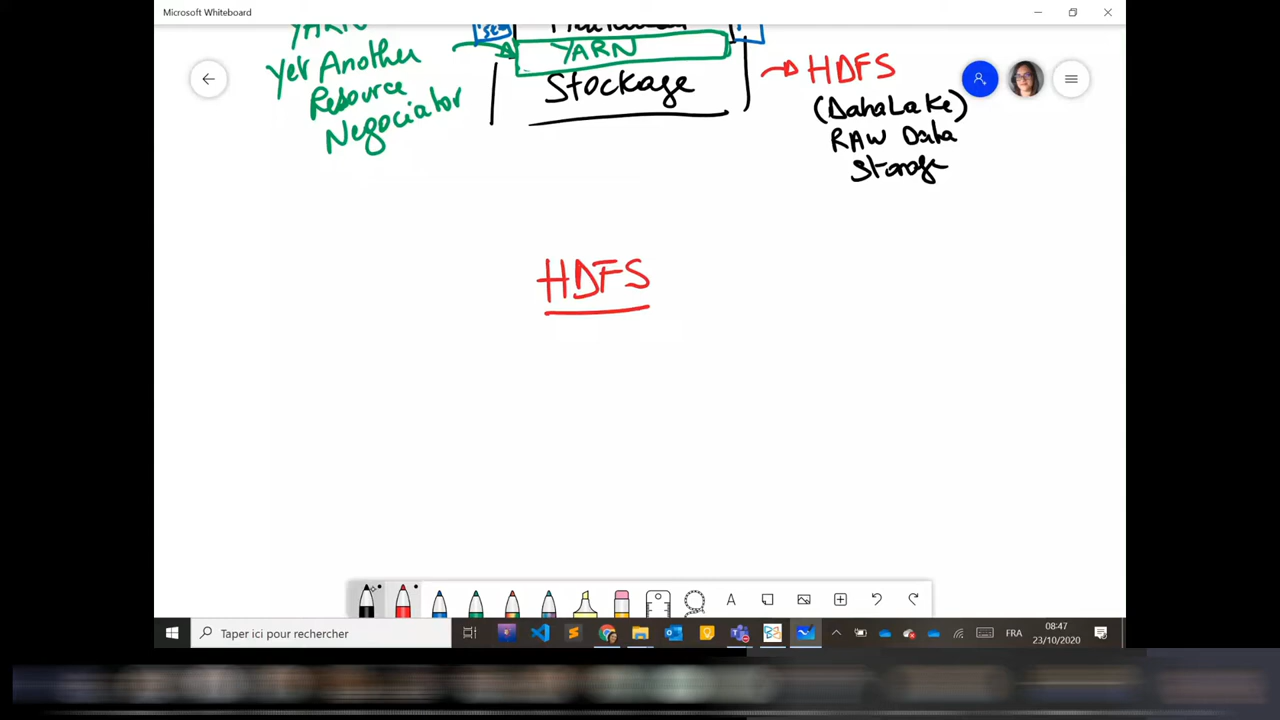 Microsoft Whiteboard
YARN
Yet Another
Resource
Negociator
YARN
Stockage
HDFS
(DataLaKe)
RAW Data
Storage
HDFS
A
Taper ici pour rechercher
FRA
08:47
23/10/2020